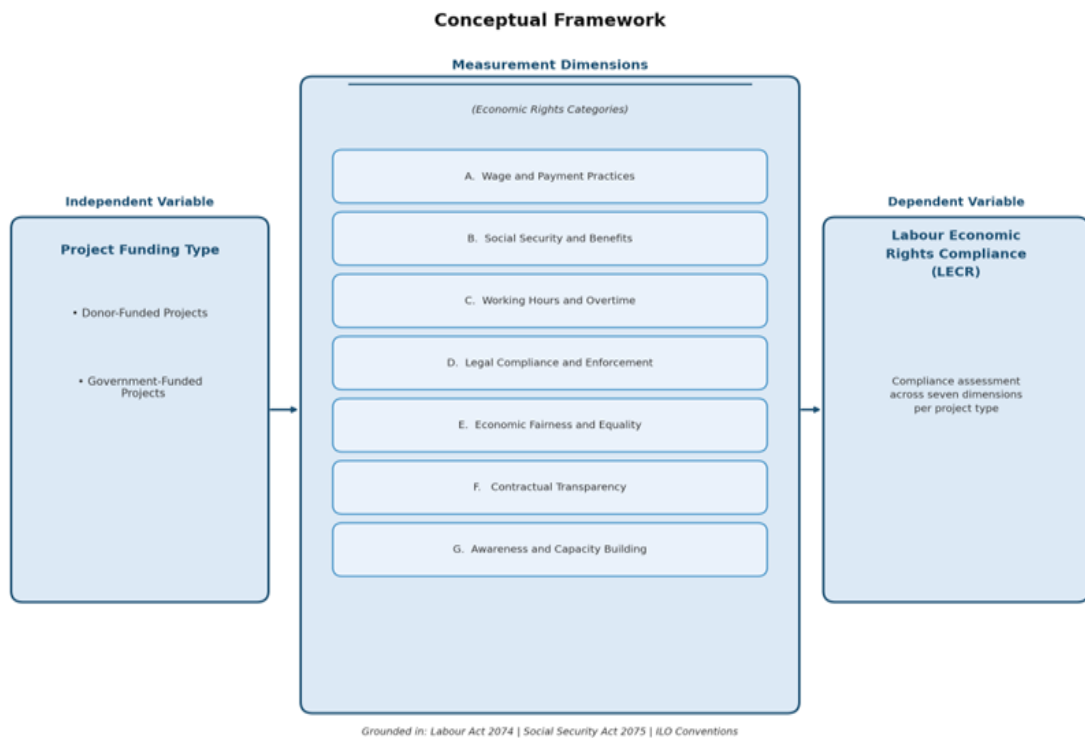 Conceptual Framework
Measurement Dimensions
(Economic Rights Categories)
Independent Variable
Project Funding Type
• Donor-Funded Projects
• Government-Funded
Projects
A. Wage and Payment Practices
B. Social Security and Benefits
C. Working Hours and Overtime
D. Legal Compliance and Enforcement
E. Economic Fairness and Equality
F. Contractual Transparency
G. Awareness and Capacity Building
Dependent Variable
Labour Economic
Rights Compliance
(LECR)
Compliance assessment
across seven dimensions
per project type
Grounded in: Labour Act 2074 | Social Security Act 2075 | ILO Conventions